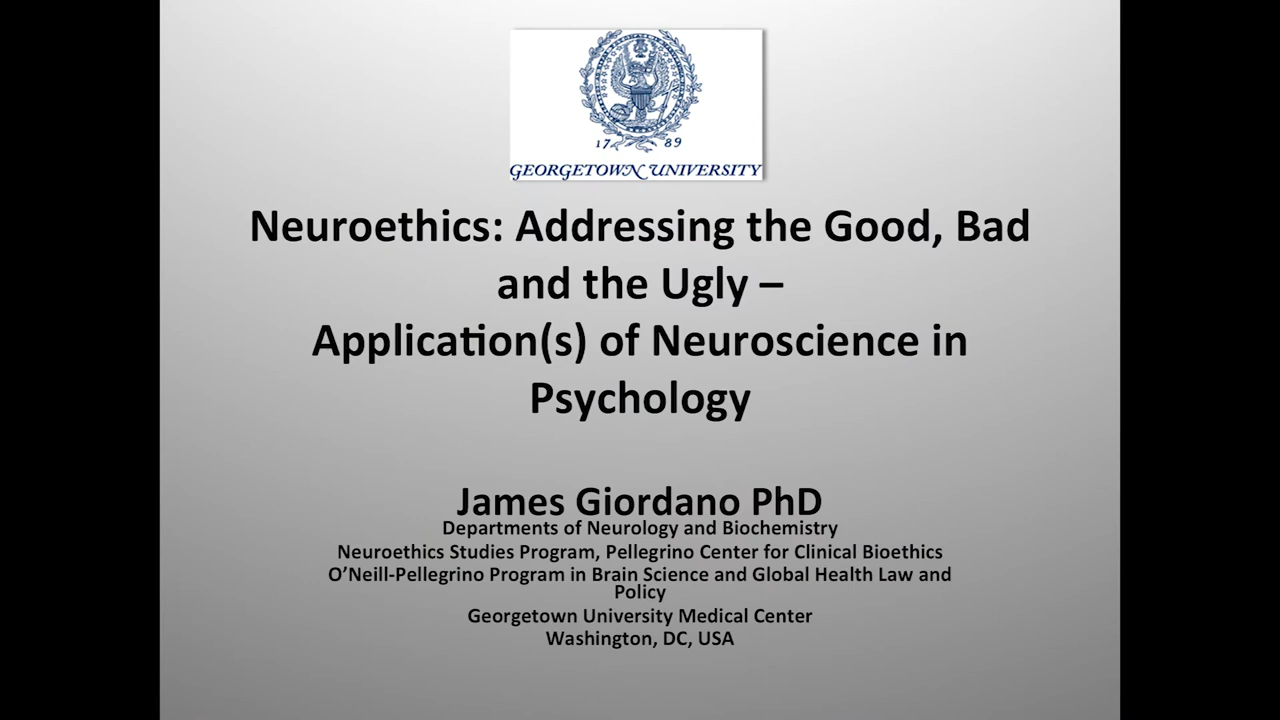 17 89
GEORGETOWN UNIVERSITY
Neuroethics: Addressing the Good, Bad
and the Ugly –
Application(s) of Neuroscience in
Psychology
James Giordano PhD
Departments of Neurology and Biochemistry
Neuroethics Studies Program, Pellegrino Center for Clinical Bioethics
O’Neill-Pellegrino Program in Brain Science and Global Health Law and
Policy
Georgetown University Medical Center
Washington, DC, USA